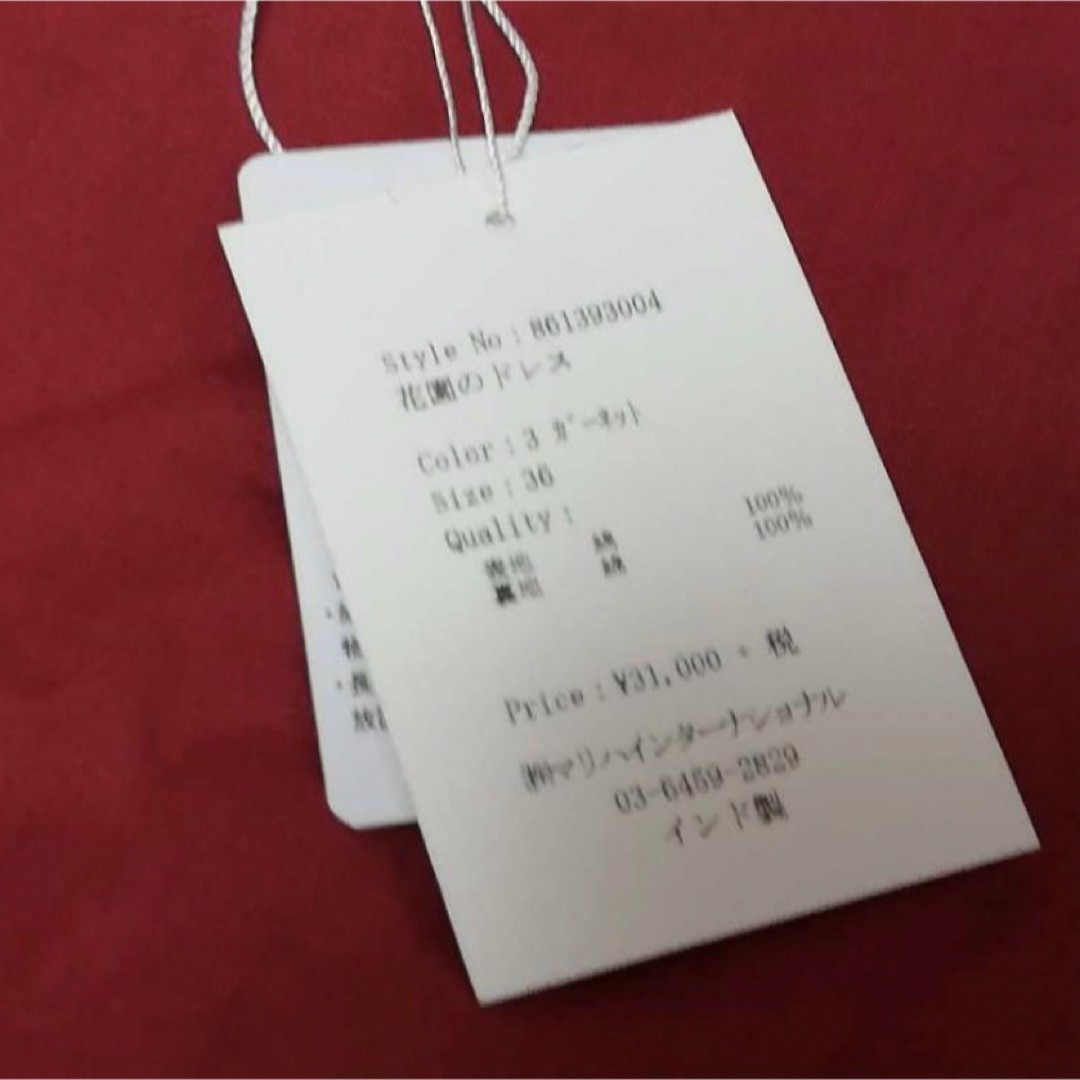 Style No : 861393004
花園のドレス
Color : 3 ｶﾞｰﾈｯﾄ
Size : 36
Quality :
表地 綿 100%
裏地 綿 100%
Price : ¥31,000 + 税
㈱マリハインターナショナル
03-6459-2829
インド製